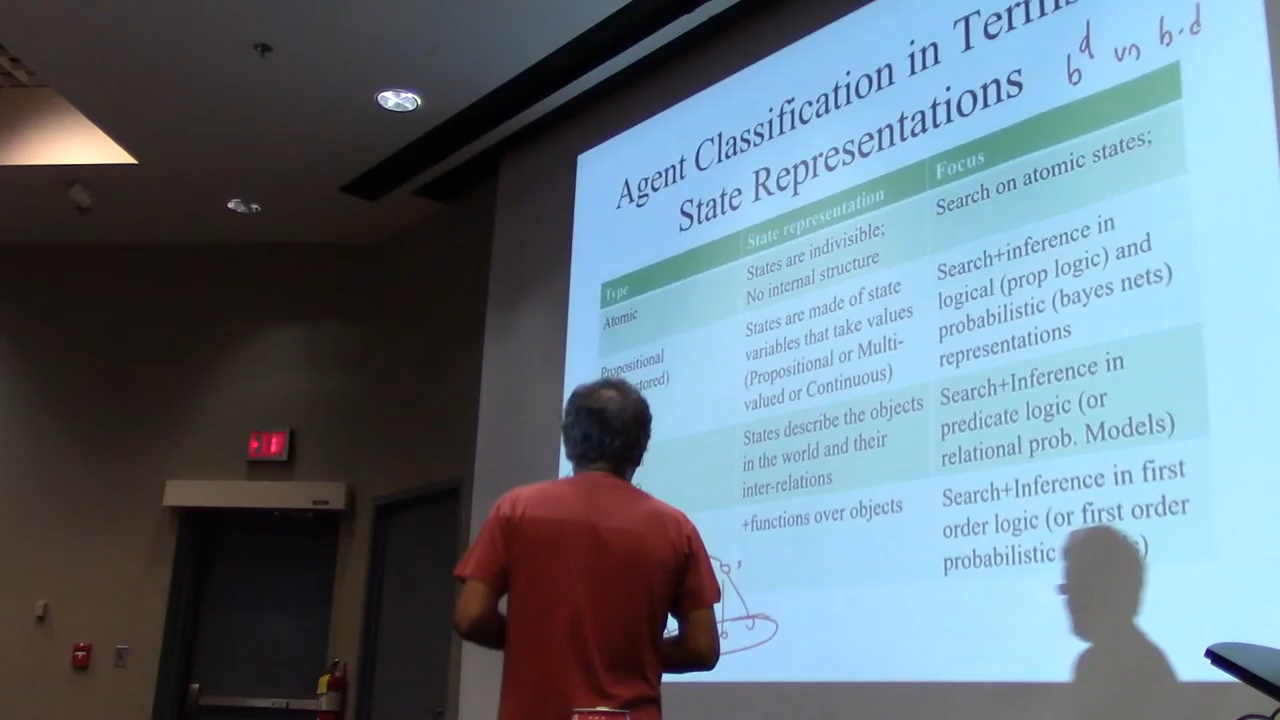 Agent Classification in Terms
State Representations
b^d vs b.d
Type
State representation
Focus
Atomic
States are indivisible;
No internal structure
Search on atomic states;
Propositional
States are made of state
variables that take values
(Propositional or Multi-
valued or Continuous)
Search+inference in
logical (prop logic) and
probabilistic (bayes nets)
representations
States describe the objects
in the world and their
inter-relations
Search+Inference in
predicate logic (or
relational prob. Models)
+functions over objects
Search+Inference in first
order logic (or first order
probabilistic